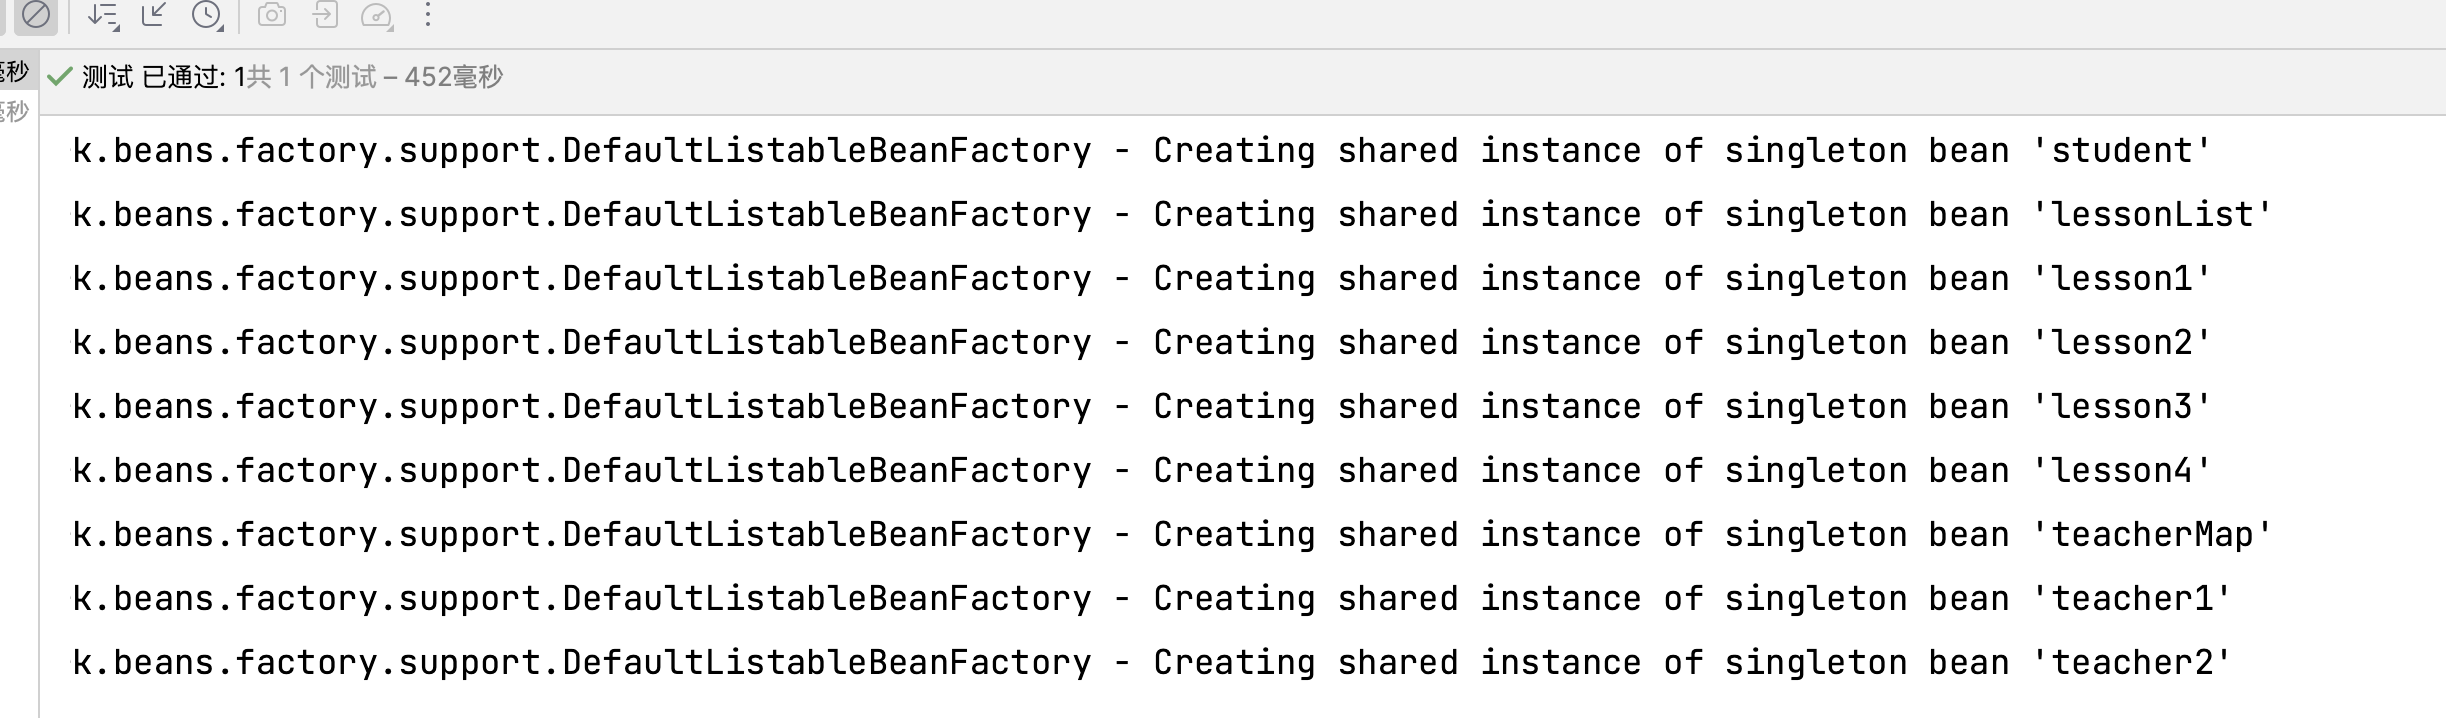 毫秒
测试 已通过: 1共 1 个测试 – 452毫秒
毫秒
k.beans.factory.support.DefaultListableBeanFactory - Creating shared instance of singleton bean 'student'
k.beans.factory.support.DefaultListableBeanFactory - Creating shared instance of singleton bean 'lessonList'
k.beans.factory.support.DefaultListableBeanFactory - Creating shared instance of singleton bean 'lesson1'
k.beans.factory.support.DefaultListableBeanFactory - Creating shared instance of singleton bean 'lesson2'
k.beans.factory.support.DefaultListableBeanFactory - Creating shared instance of singleton bean 'lesson3'
k.beans.factory.support.DefaultListableBeanFactory - Creating shared instance of singleton bean 'lesson4'
k.beans.factory.support.DefaultListableBeanFactory - Creating shared instance of singleton bean 'teacherMap'
k.beans.factory.support.DefaultListableBeanFactory - Creating shared instance of singleton bean 'teacher1'
k.beans.factory.support.DefaultListableBeanFactory - Creating shared instance of singleton bean 'teacher2'